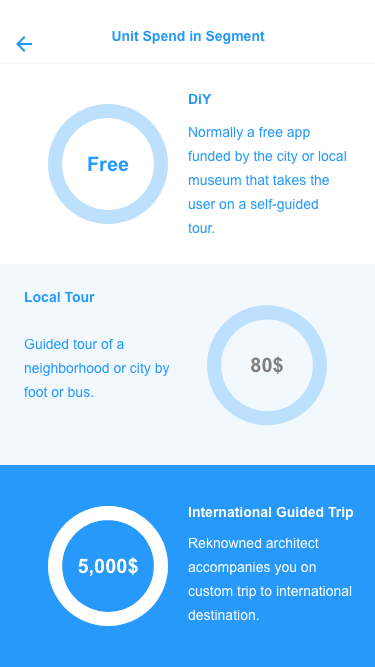 Unit Spend in Segment
Free
DiY
Normally a free app
funded by the city or local
museum that takes the
user on a self-guided
tour.
Local Tour
Guided tour of a
neighborhood or city by
foot or bus.
80$
5,000$
International Guided Trip
Reknowned architect
accompanies you on
custom trip to international
destination.